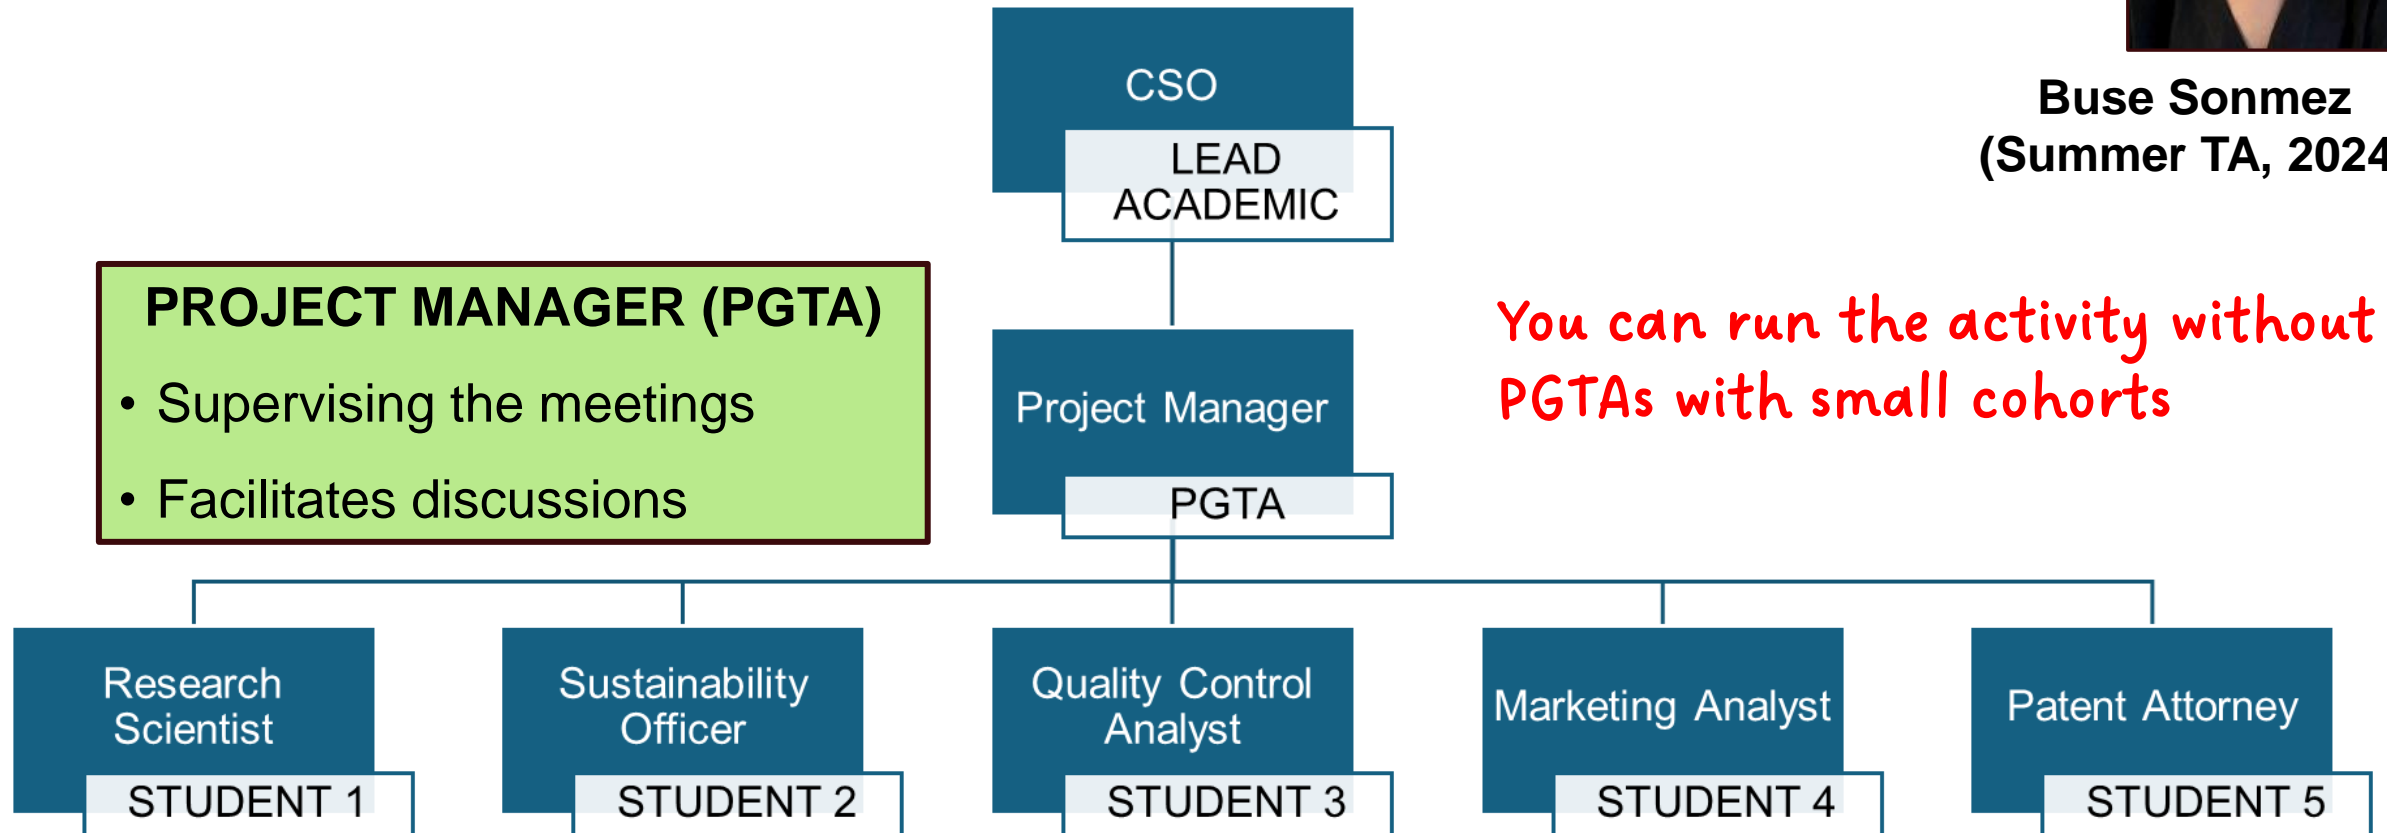 CSO
LEAD
ACADEMIC
Buse Sonmez
(Summer TA, 2024
PROJECT MANAGER (PGTA)
• Supervising the meetings
• Facilitates discussions
Project Manager
PGTA
You can run the activity without
PGTAs with small cohorts
Research
Scientist
STUDENT 1
Sustainability
Officer
STUDENT 2
Quality Control
Analyst
STUDENT 3
Marketing Analyst
STUDENT 4
Patent Attorney
STUDENT 5